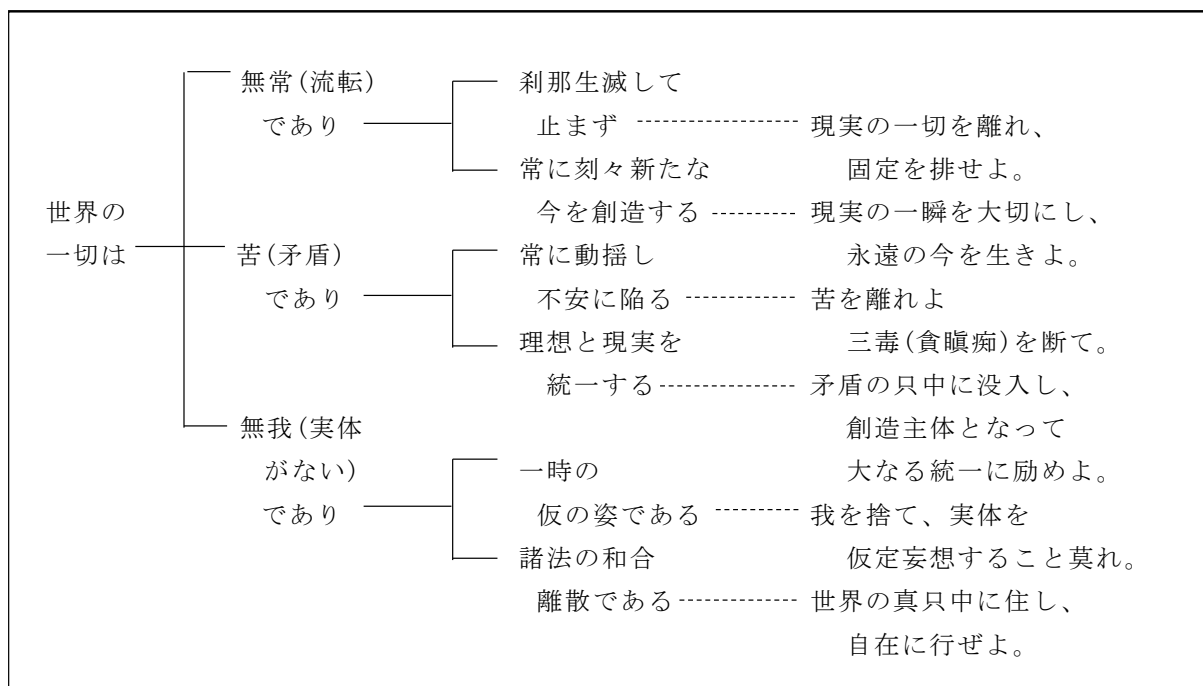 世界の
一切は
無常(流転)
であり
刹那生滅して
止まず
現実の一切を離れ、
固定を排せよ。
常に刻々新たな
今を創造する
現実の一瞬を大切にし、
永遠の今を生きよ。
苦(矛盾)
であり
常に動揺し
不安に陥る
苦を離れよ
三毒(貪瞋痴)を断て。
理想と現実を
統一する
矛盾の只中に没入し、
創造主体となって
大なる統一に励めよ。
無我(実体
がない)
であり
一時の
仮の姿である
我を捨て、実体を
仮定妄想すること莫れ。
諸法の和合
離散である
世界の真只中に住し、
自在に行ぜよ。